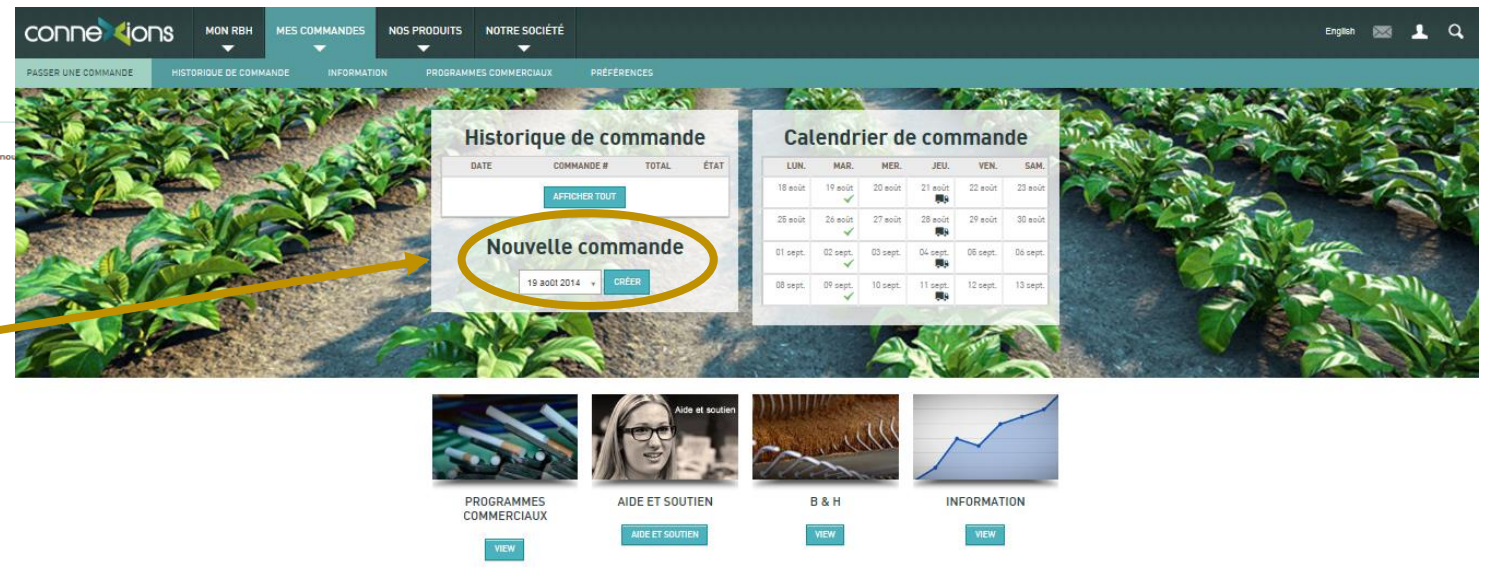 connexions
MON RBH MES COMMANDES NOS PRODUITS NOTRE SOCIÉTÉ
English
PASSER UNE COMMANDE HISTORIQUE DE COMMANDE INFORMATION PROGRAMMES COMMERCIAUX PRÉFÉRENCES
nou
Historique de commande
DATE COMMANDE # TOTAL ÉTAT
AFFICHER TOUT
Nouvelle commande
19 août 2014 CRÉER
Calendrier de commande
LUN. MAR. MER. JEU. VEN. SAM.
18 août 19 août 20 août 21 août 22 août 23 août
25 août 26 août 27 août 28 août 29 août 30 août
01 sept. 02 sept. 03 sept. 04 sept. 05 sept. 06 sept.
08 sept. 09 sept. 10 sept. 11 sept. 12 sept. 13 sept.
Aide et soutien
PROGRAMMES
COMMERCIAUX
VIEW
AIDE ET SOUTIEN
AIDE ET SOUTIEN
B & H
VIEW
INFORMATION
VIEW